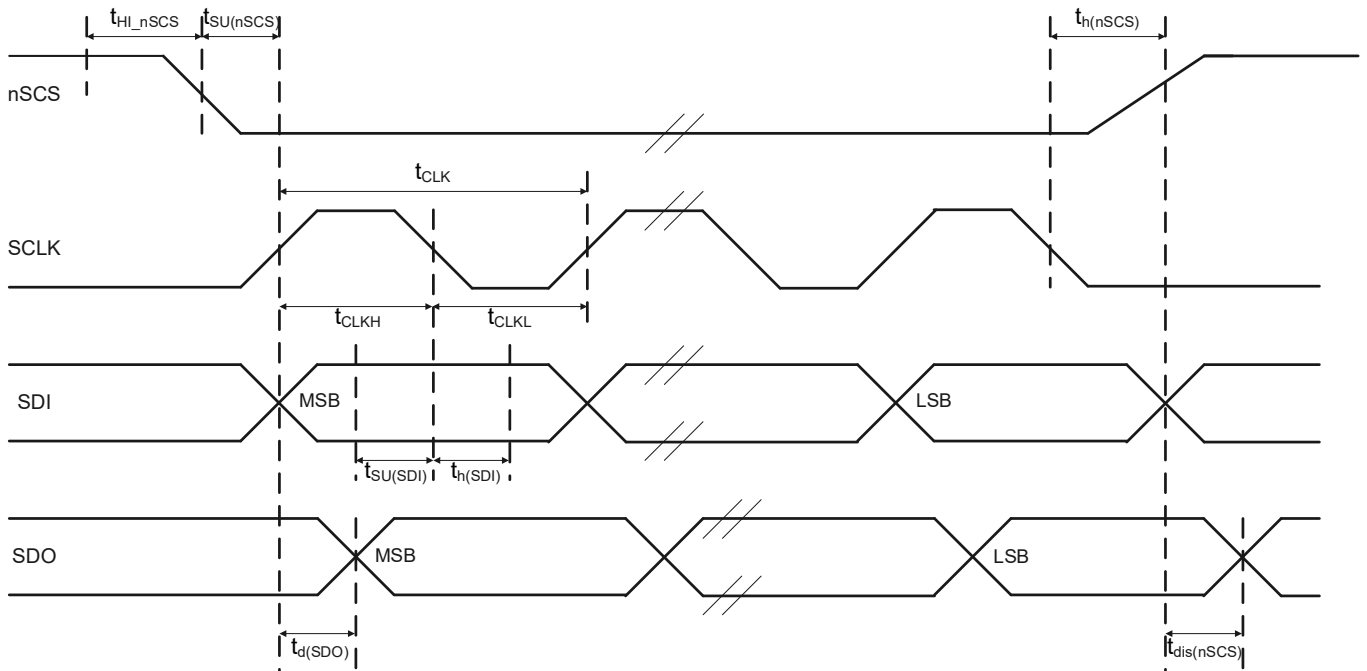 tHI_nSCS
tSU(nSCS)
th(nSCS)
nSCS
tCLK
SCLK
tCLKH
tCLKL
SDI
MSB
LSB
tSU(SDI)
th(SDI)
SDO
MSB
LSB
td(SDO)
tdis(nSCS)